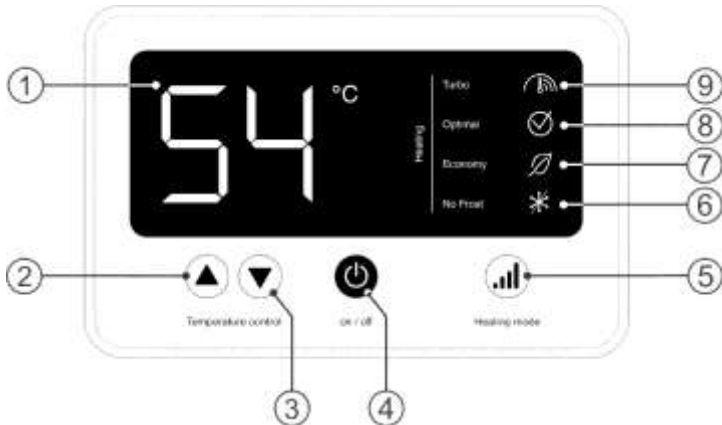 1
54 °C
Heating
Turbo
9
Optimal
8
Economy
7
No Frost
6
2
5
Temperature control
on / off
Heating mode
3
4